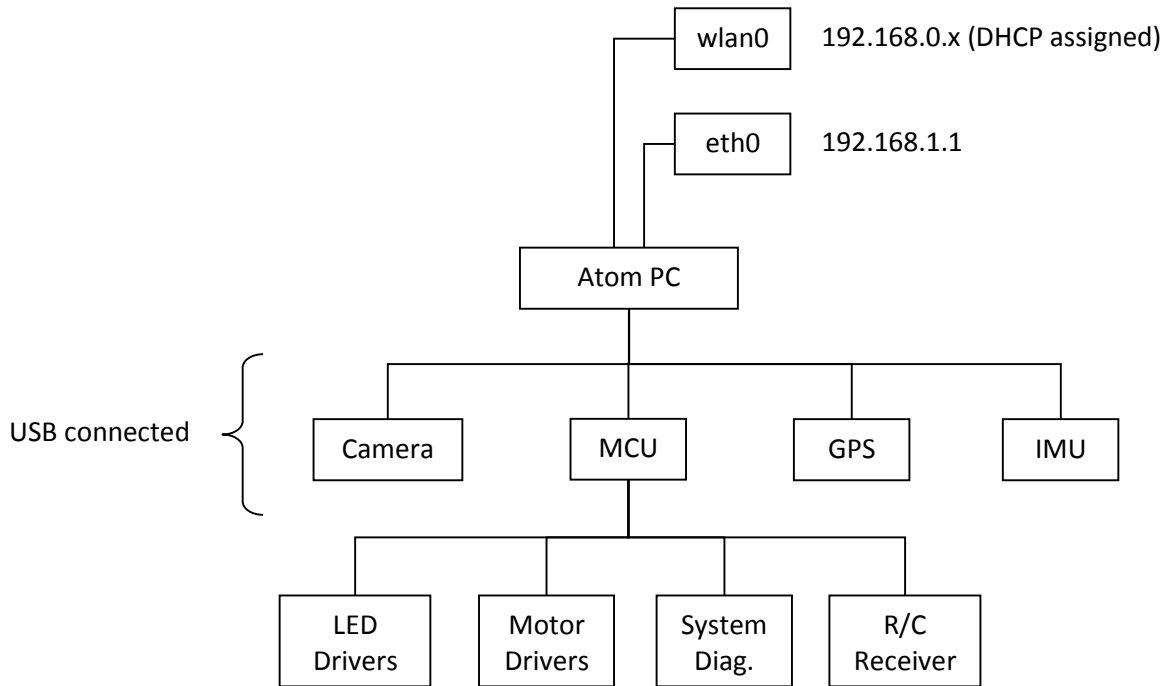 wlan0 192.168.0.x (DHCP assigned)
eth0 192.168.1.1
Atom PC
USB connected
Camera
MCU
GPS
IMU
LED
Drivers
Motor
Drivers
System
Diag.
R/C
Receiver